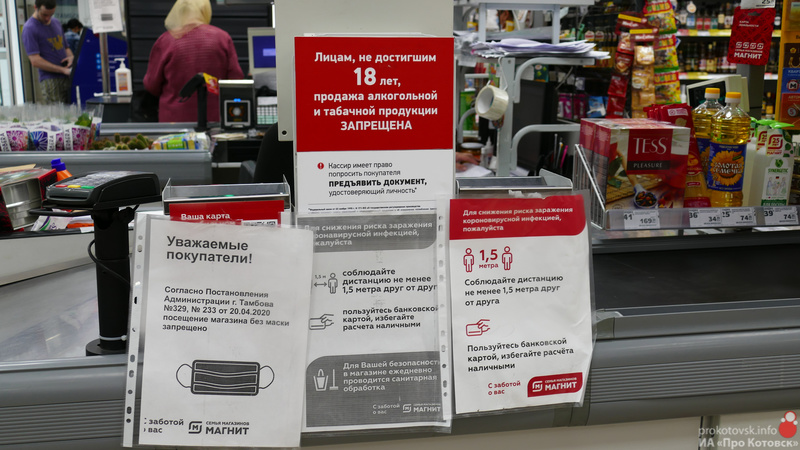 Лицам, не достигшим
18 лет,
продажа алкогольной
и табачной продукции
ЗАПРЕЩЕНА
Кассир имеет право
попросить покупателя
ПРЕДЪЯВИТЬ ДОКУМЕНТ,
удостоверяющий личность
Ваша карта
Уважаемые
покупатели!
Согласно Постановления
Администрации г. Тамбова
№329, № 233 от 20.04.2020
посещение магазина без маски
запрещено
С заботой
о вас
СЕМЬЯ МАГАЗИНОВ
МАГНИТ
Для снижения риска заражения
коронавирусной инфекцией,
пожалуйста
1,5 м
соблюдайте
дистанцию не менее
1,5 метра друг от
друга
пользуйтесь банковской
картой, избегайте
расчета наличными
Для Вашей безопасности
в магазине ежедневно
проводится санитарная
обработка
С заботой
о вас
МАГНИТ
Для снижения риска заражения
короновирусной инфекцией,
пожалуйста
1,5
метра
Соблюдайте дистанцию
не менее 1,5 метра друг
от друга
Пользуйтесь банковской
картой, избегайте расчёта
наличными
С заботой
о вас
СЕМЬЯ МАГАЗИНОВ
МАГНИТ
TESS
PLEASURE
МАГНИТ
prokotovsk.info
ИА «Про Котовск»